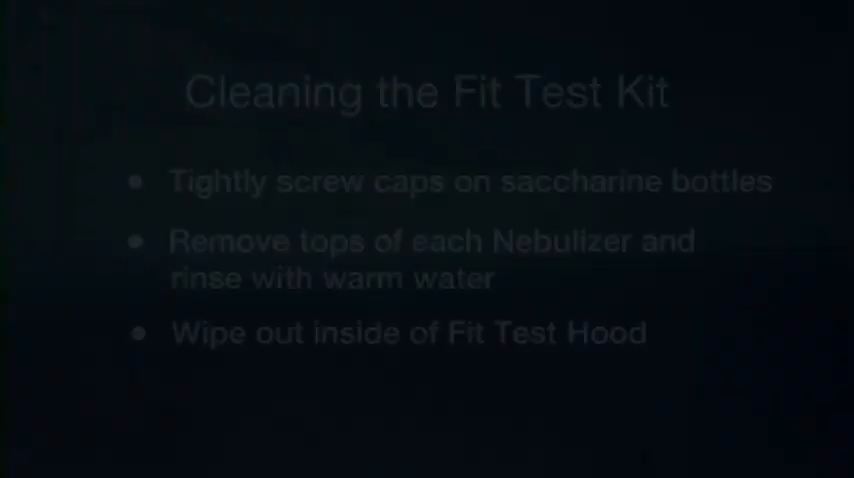 Cleaning the Fit Test Kit
● Tightly screw caps on saccharine bottles
● Remove tops of each Nebulizer and
rinse with warm water
● Wipe out inside of Fit Test Hood